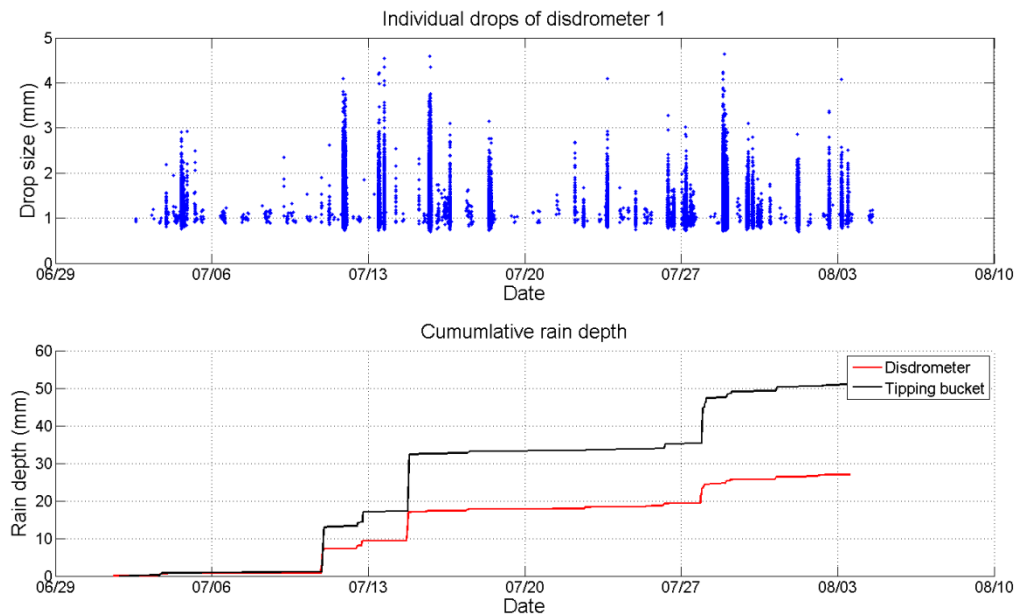 Individual drops of disdrometer 1
Drop size (mm)
5
4
3
2
1
0
06/29 07/06 07/13 07/20 07/27 08/03 08/10
Date
Cumumlative rain depth
Rain depth (mm)
60
50
40
30
20
10
0
Disdrometer
Tipping bucket
06/29 07/06 07/13 07/20 07/27 08/03 08/10
Date